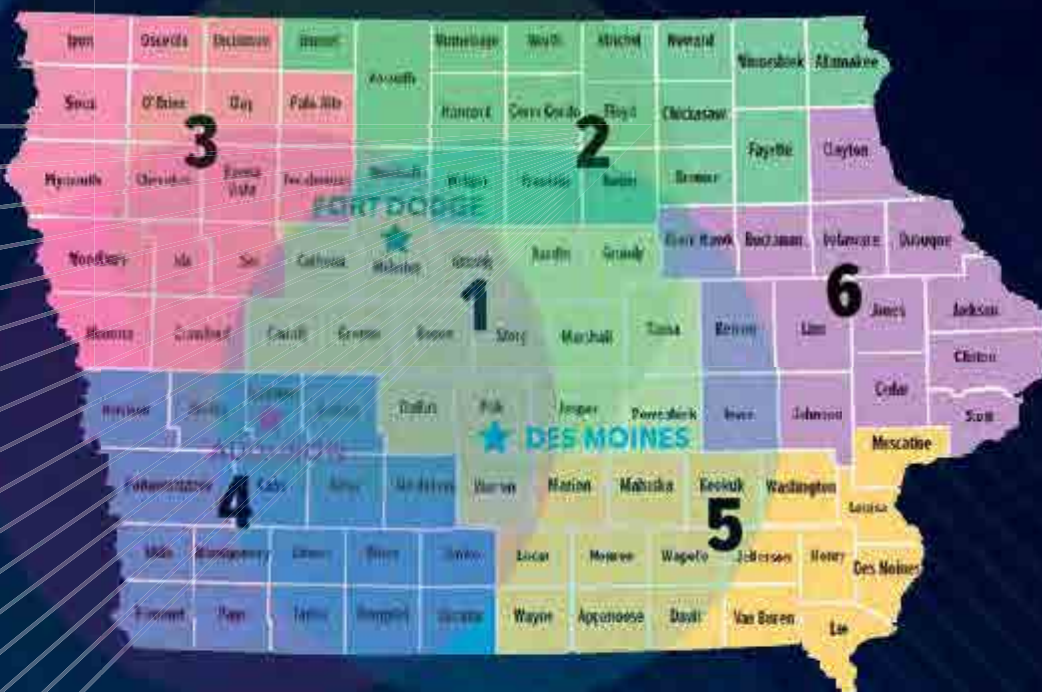 Lyon Osceola Dickinson Emmet Winnebago Worth Mitchell Howard
Kossuth Winneshiek Allamakee
Sioux O'Brien Clay Palo Alto Hancock Cerro Gordo Floyd Chickasaw
3 2
Fayette Clayton
Plymouth Cherokee Buena Vista Pocahontas Humboldt Wright Franklin Butler Bremer
FORT DODGE
Woodbury Ida Sac Calhoun Webster Hamilton Hardin Grundy Black Hawk Buchanan Delaware Dubuque
1 6
Monona Crawford Carroll Greene Boone Story Marshall Tama Benton Linn Jones Jackson
Clinton
Harrison Shelby Audubon Guthrie Dallas Polk Jasper Poweshiek Iowa Johnson Cedar Scott
DES MOINES
Muscatine
Pottawattamie Cass Adair Madison Warren Marion Mahaska Keokuk Washington
4 5
Louisa
Mills Montgomery Adams Union Clarke Lucas Monroe Wapello Jefferson Henry Des Moines
Fremont Page Taylor Ringgold Decatur Wayne Appanoose Davis Van Buren Lee